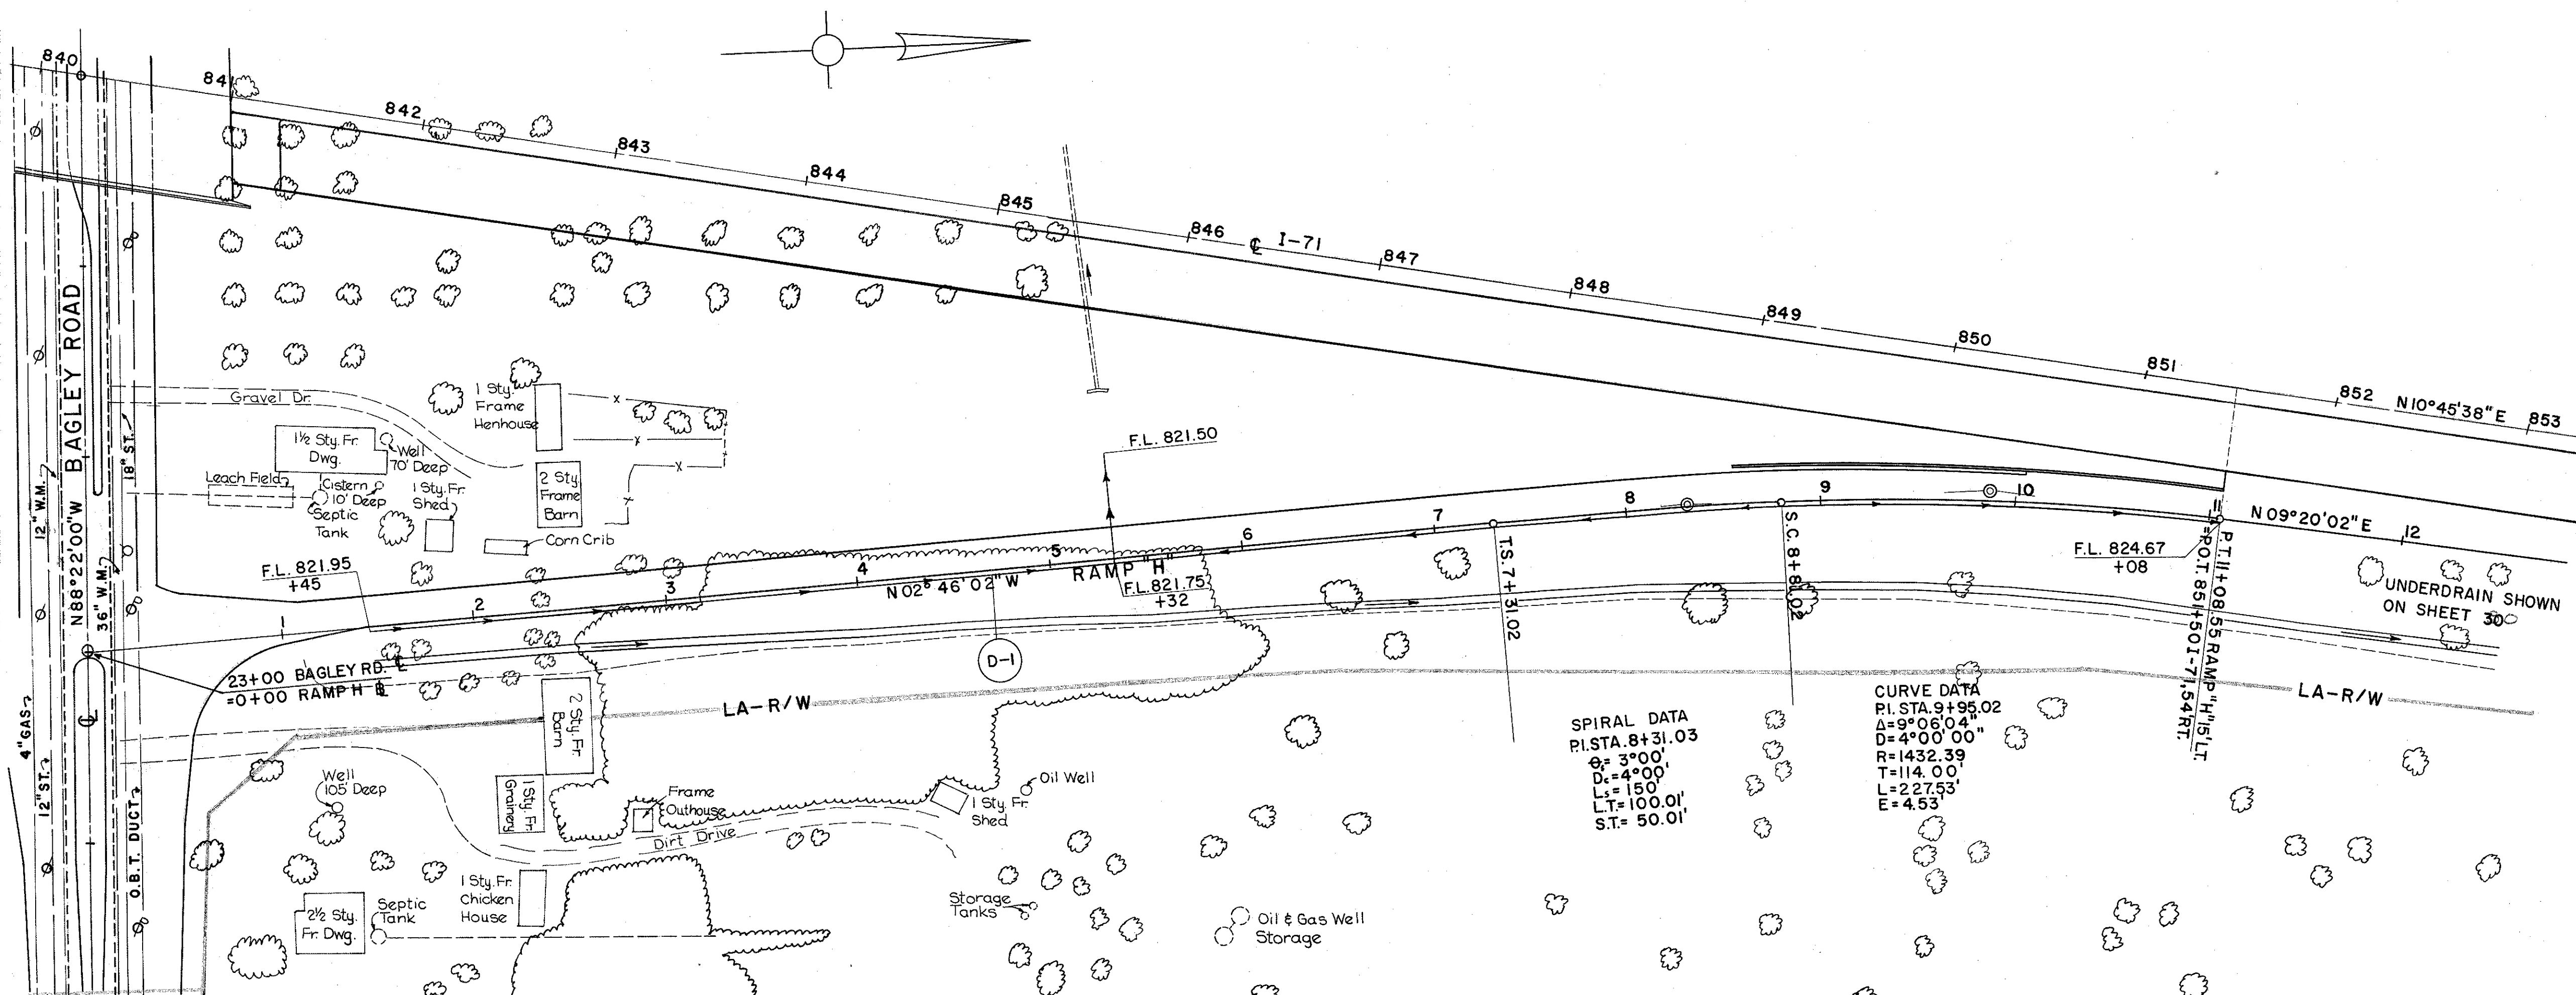 840
841
842
843
844
845
846
℄ I-71
847
848
849
850
851
852
N10°45'38"E
853
N88°22'00"W BAGLEY ROAD
12" W.M.
36" W.M.
18" ST.
4" GAS
12" ST.
O.B.T. DUCT
℄
Gravel Dr.
1½ Sty. Fr.
Dwg.
Well
70' Deep
Leach Field
Cistern
10' Deep
Septic
Tank
1 Sty. Fr.
Shed
1 Sty.
Frame
Henhouse
2 Sty.
Frame
Barn
Corn Crib
F.L. 821.95
+45
F.L. 821.50
1
2
3
4
5
6
7
8
9
10
12
N02°46'02"W
RAMP "H"
F.L. 821.75
+32
D-1
T.S. 7+31.02
S.C. 8+81.02
N 09°20'02"E
F.L. 824.67
+08
P.T. 11+08.55 RAMP "H" 15' LT.
=P.O.T. 851+50 I-71, 54' RT.
UNDERDRAIN SHOWN
ON SHEET 30
23+00 BAGLEY RD. ℄
=0+00 RAMP H ℄
LA-R/W
LA-R/W
2 Sty. Fr.
Barn
1 Sty. Fr.
Grainery
Well
105' Deep
Frame
Outhouse
Dirt Drive
1 Sty. Fr.
Shed
Oil Well
Storage
Tanks
Oil & Gas Well
Storage
1 Sty. Fr.
Chicken
House
Septic
Tank
2½ Sty.
Fr. Dwg.
SPIRAL DATA
P.I. STA. 8+31.03
θs= 3°00'
Dc=4°00'
Ls= 150'
L.T.= 100.01'
S.T.= 50.01'
CURVE DATA
P.I. STA. 9+95.02
Δ=9°06'04"
D=4°00'00"
R=1432.39
T=114.00'
L=227.53'
E=4.53'